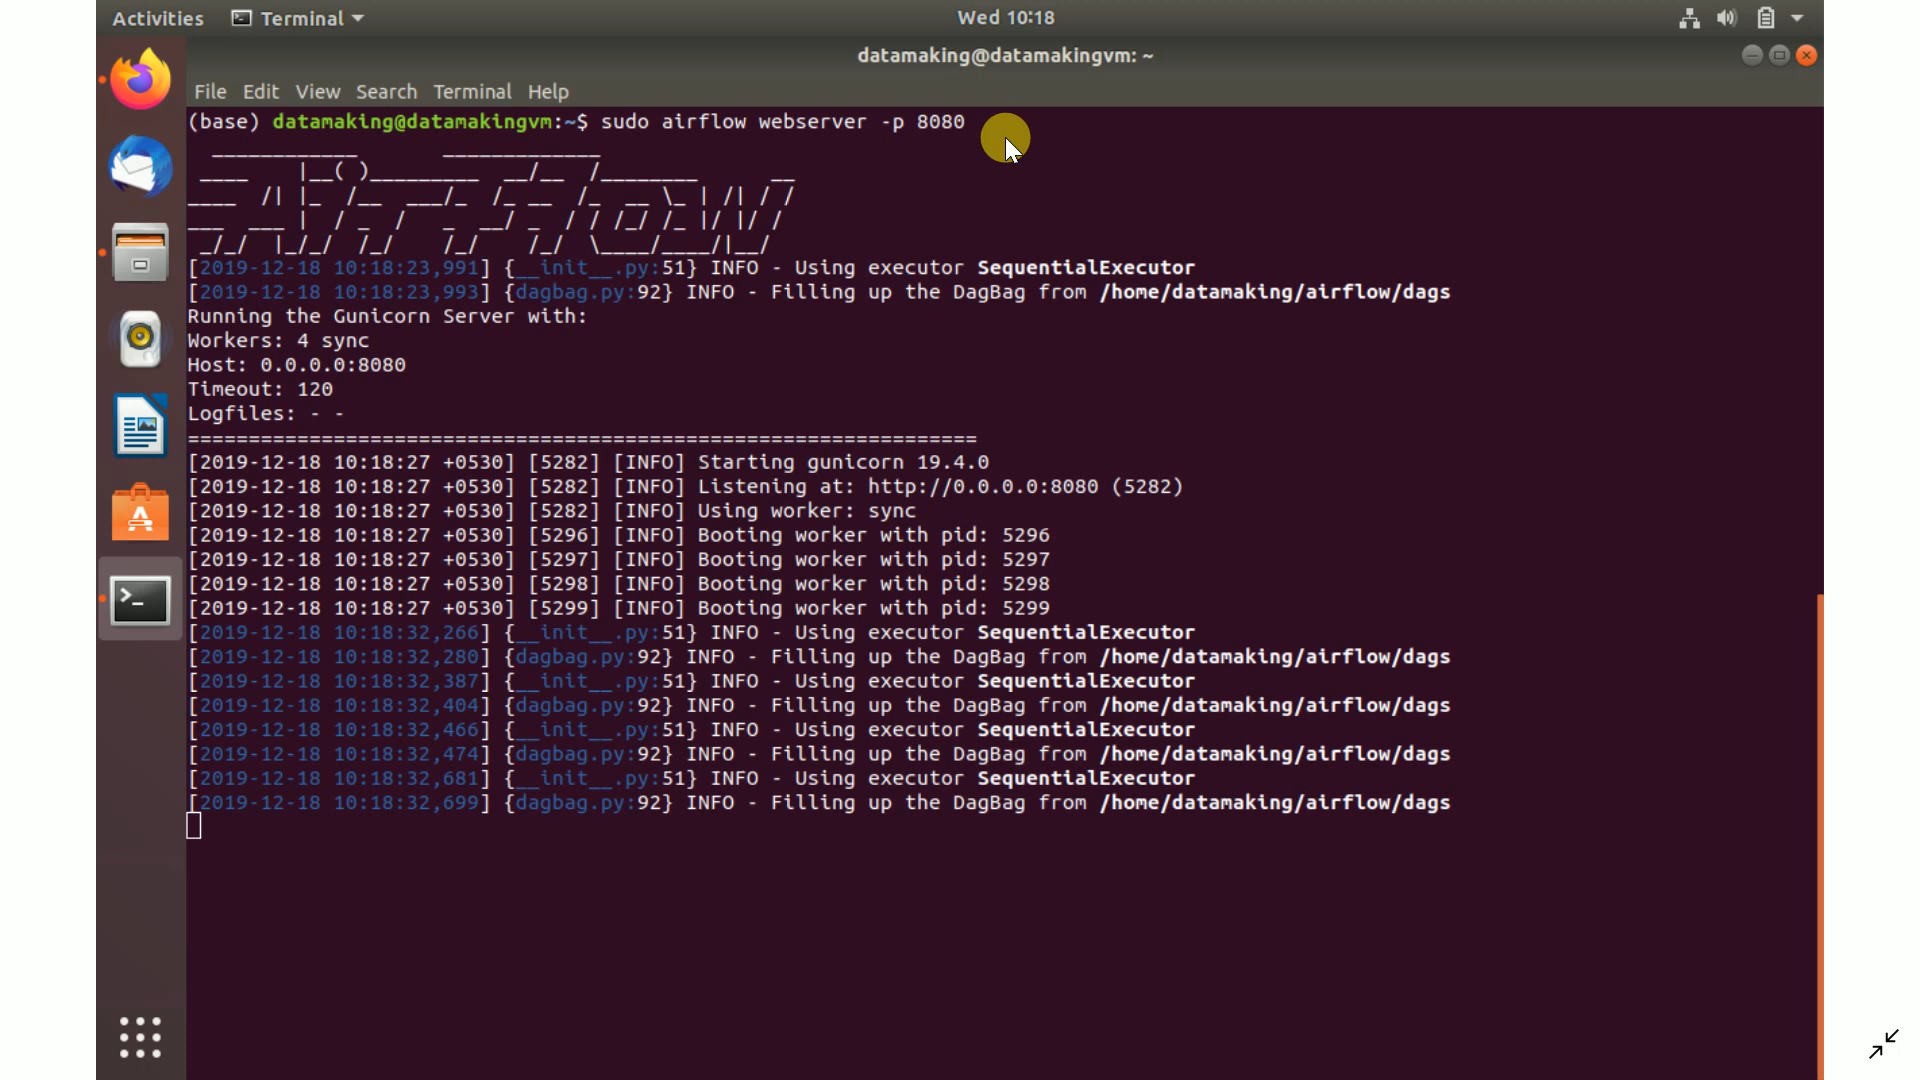 Activities Terminal Wed 10:18
datamaking@datamakingvm: ~
File Edit View Search Terminal Help
(base) datamaking@datamakingvm:~$ sudo airflow webserver -p 8080
Airflow
[2019-12-18 10:18:23,991] {__init__.py:51} INFO - Using executor SequentialExecutor
[2019-12-18 10:18:23,993] {dagbag.py:92} INFO - Filling up the DagBag from /home/datamaking/airflow/dags
Running the Gunicorn Server with:
Workers: 4 sync
Host: 0.0.0.0:8080
Timeout: 120
Logfiles: - -
=================================================================
[2019-12-18 10:18:27 +0530] [5282] [INFO] Starting gunicorn 19.4.0
[2019-12-18 10:18:27 +0530] [5282] [INFO] Listening at: http://0.0.0.0:8080 (5282)
[2019-12-18 10:18:27 +0530] [5282] [INFO] Using worker: sync
[2019-12-18 10:18:27 +0530] [5296] [INFO] Booting worker with pid: 5296
[2019-12-18 10:18:27 +0530] [5297] [INFO] Booting worker with pid: 5297
[2019-12-18 10:18:27 +0530] [5298] [INFO] Booting worker with pid: 5298
[2019-12-18 10:18:27 +0530] [5299] [INFO] Booting worker with pid: 5299
[2019-12-18 10:18:32,266] {__init__.py:51} INFO - Using executor SequentialExecutor
[2019-12-18 10:18:32,280] {dagbag.py:92} INFO - Filling up the DagBag from /home/datamaking/airflow/dags
[2019-12-18 10:18:32,387] {__init__.py:51} INFO - Using executor SequentialExecutor
[2019-12-18 10:18:32,404] {dagbag.py:92} INFO - Filling up the DagBag from /home/datamaking/airflow/dags
[2019-12-18 10:18:32,466] {__init__.py:51} INFO - Using executor SequentialExecutor
[2019-12-18 10:18:32,474] {dagbag.py:92} INFO - Filling up the DagBag from /home/datamaking/airflow/dags
[2019-12-18 10:18:32,681] {__init__.py:51} INFO - Using executor SequentialExecutor
[2019-12-18 10:18:32,699] {dagbag.py:92} INFO - Filling up the DagBag from /home/datamaking/airflow/dags